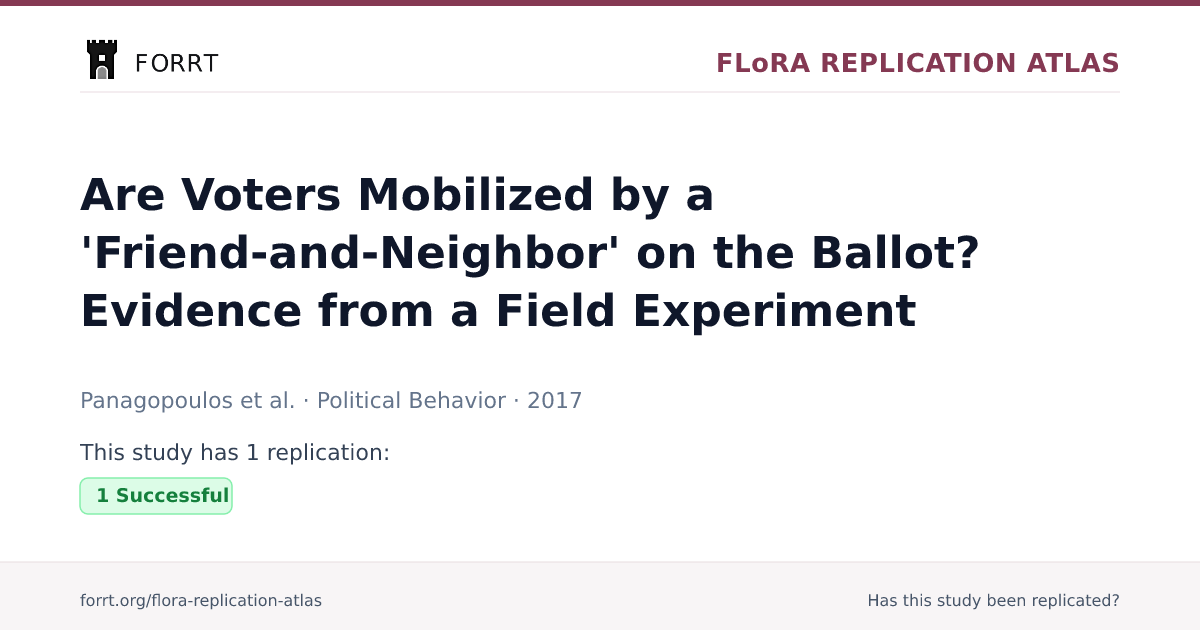 FORRT
FLoRA REPLICATION ATLAS
Are Voters Mobilized by a
'Friend-and-Neighbor' on the Ballot?
Evidence from a Field Experiment
Panagopoulos et al. · Political Behavior · 2017
This study has 1 replication:
1 Successful
forrt.org/flora-replication-atlas
Has this study been replicated?